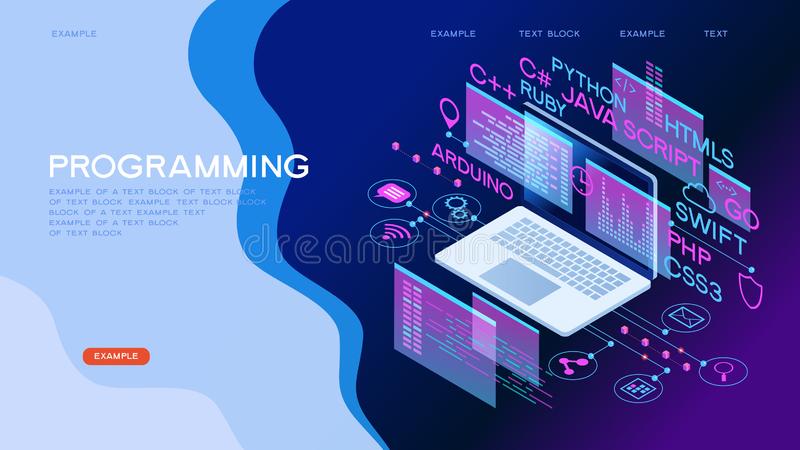 EXAMPLE
EXAMPLE TEXT BLOCK EXAMPLE TEXT
PROGRAMMING
EXAMPLE OF A TEXT BLOCK OF TEXT BLOCK
OF TEXT BLOCK EXAMPLE TEXT BLOCK BLOCK
BLOCK OF A TEXT EXAMPLE TEXT
EXAMPLE OF A TEXT BLOCK
OF TEXT BLOCK
EXAMPLE
C++
C#
PYTHON
RUBY
JAVA SCRIPT
</>
HTML5
ARDUINO
</>
GO
SWIFT
PHP
CSS3
dreamstime